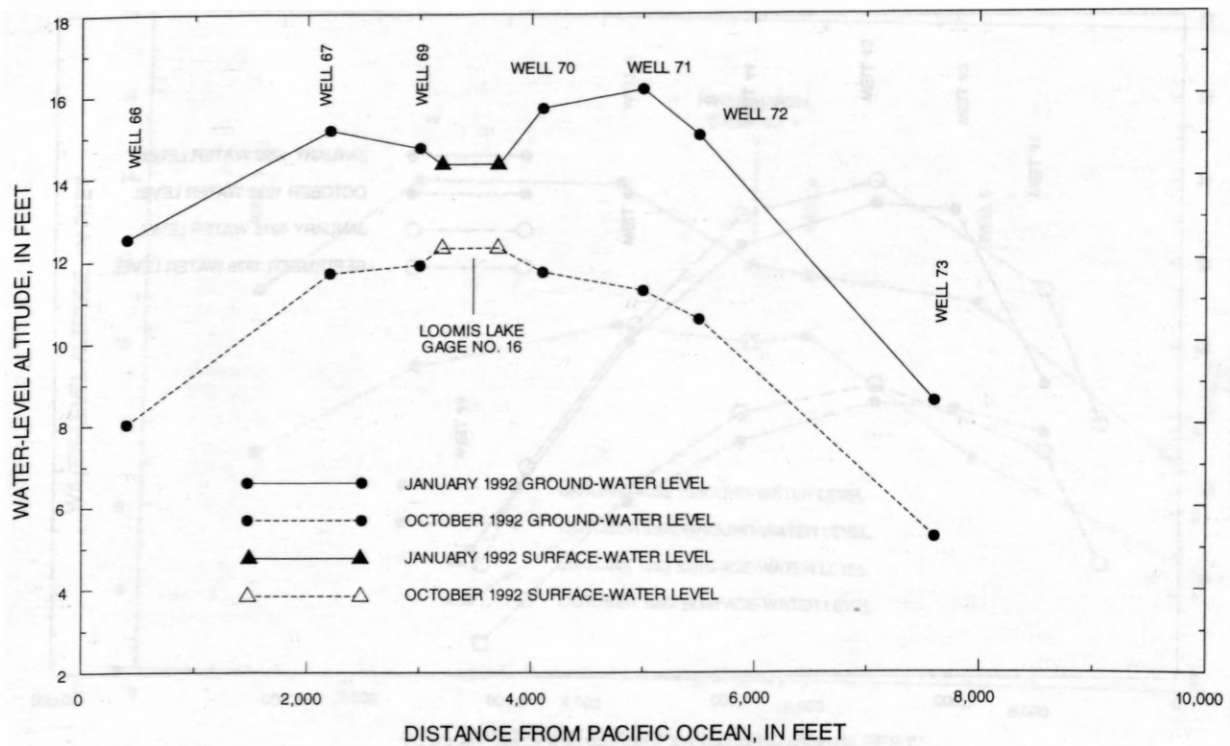 18
16
14
12
10
8
6
4
2
WATER-LEVEL ALTITUDE, IN FEET
WELL 66
WELL 67
WELL 69
WELL 70
WELL 71
WELL 72
WELL 73
LOOMIS LAKE
GAGE NO. 16
JANUARY 1992 GROUND-WATER LEVEL
OCTOBER 1992 GROUND-WATER LEVEL
JANUARY 1992 SURFACE-WATER LEVEL
OCTOBER 1992 SURFACE-WATER LEVEL
0
2,000
4,000
6,000
8,000
10,000
DISTANCE FROM PACIFIC OCEAN, IN FEET